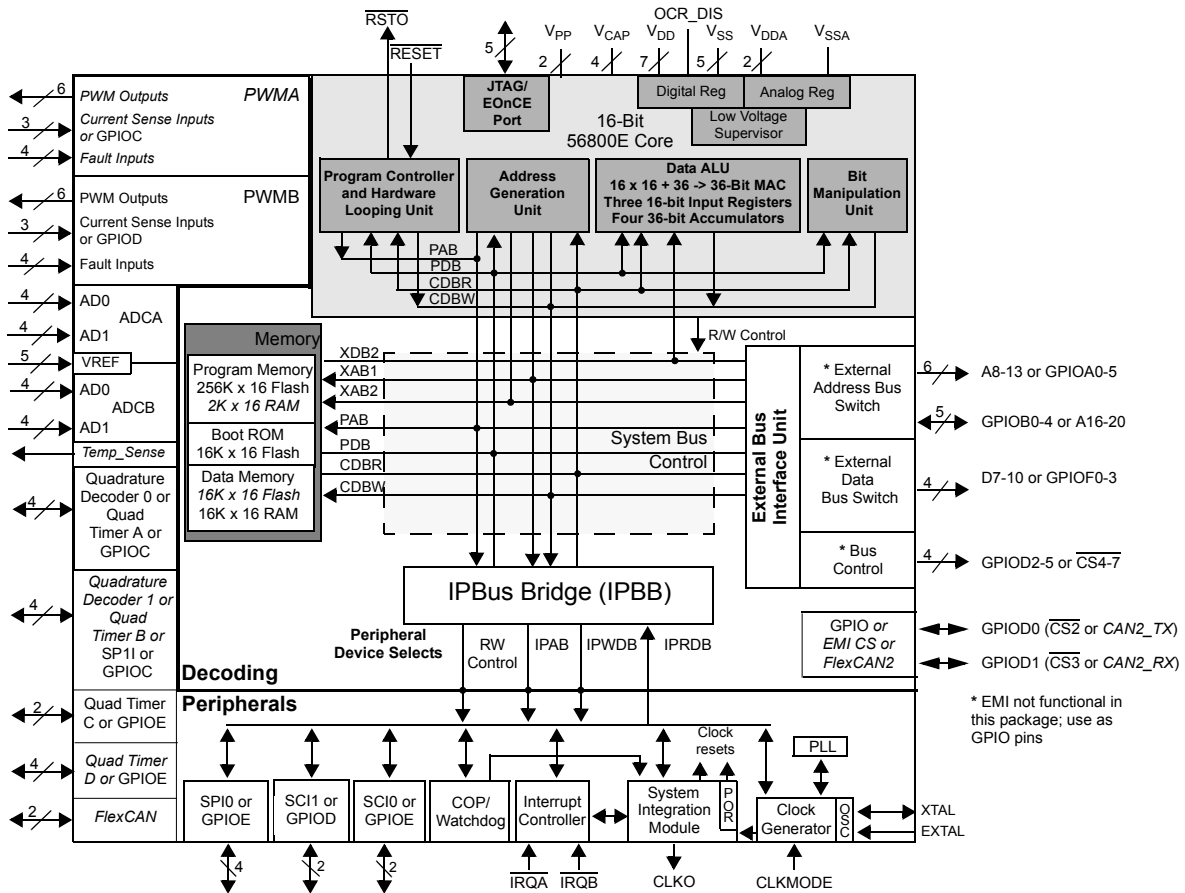 RSTO
RESET
5
V_PP
2
V_CAP
4
V_DD
7
OCR_DIS
V_SS
5
V_DDA
2
V_SSA
JTAG/
EOnCE
Port
Digital Reg
Analog Reg
Low Voltage
Supervisor
16-Bit
56800E Core
6
PWM Outputs
PWMA
3
Current Sense Inputs
or GPIOC
4
Fault Inputs
6
PWM Outputs
PWMB
3
Current Sense Inputs
or GPIOD
4
Fault Inputs
Program Controller
and Hardware
Looping Unit
Address
Generation
Unit
Data ALU
16 x 16 + 36 -> 36-Bit MAC
Three 16-bit Input Registers
Four 36-bit Accumulators
Bit
Manipulation
Unit
PAB
PDB
CDBR
CDBW
4
AD0
ADCA
4
AD1
5
VREF
4
AD0
ADCB
4
AD1
Temp_Sense
4
Quadrature
Decoder 0 or
Quad
Timer A or
GPIOC
4
Quadrature
Decoder 1 or
Quad
Timer B or
SP1I or
GPIOC
2
Quad Timer
C or GPIOE
4
Quad Timer
D or GPIOE
2
FlexCAN
Memory
Program Memory
256K x 16 Flash
2K x 16 RAM
Boot ROM
16K x 16 Flash
Data Memory
16K x 16 Flash
16K x 16 RAM
XDB2
XAB1
XAB2
PAB
PDB
CDBR
CDBW
R/W Control
System Bus
Control
External Bus
Interface Unit
* External
Address Bus
Switch
* External
Data
Bus Switch
* Bus
Control
6
A8-13 or GPIOA0-5
5
GPIOB0-4 or A16-20
4
D7-10 or GPIOF0-3
4
GPIOD2-5 or CS4-7
GPIO or
EMI CS or
FlexCAN2
GPIOD0 (CS2 or CAN2_TX)
GPIOD1 (CS3 or CAN2_RX)
* EMI not functional in
this package; use as
GPIO pins
IPBus Bridge (IPBB)
Peripheral
Device Selects
RW
Control
IPAB
IPWDB
IPRDB
Decoding
Peripherals
Clock
resets
PLL
SPI0 or
GPIOE
SCI1 or
GPIOD
SCI0 or
GPIOE
COP/
Watchdog
Interrupt
Controller
System
Integration
Module
POR
Clock
Generator
OSC
XTAL
EXTAL
4
2
2
IRQA
IRQB
CLKO
CLKMODE